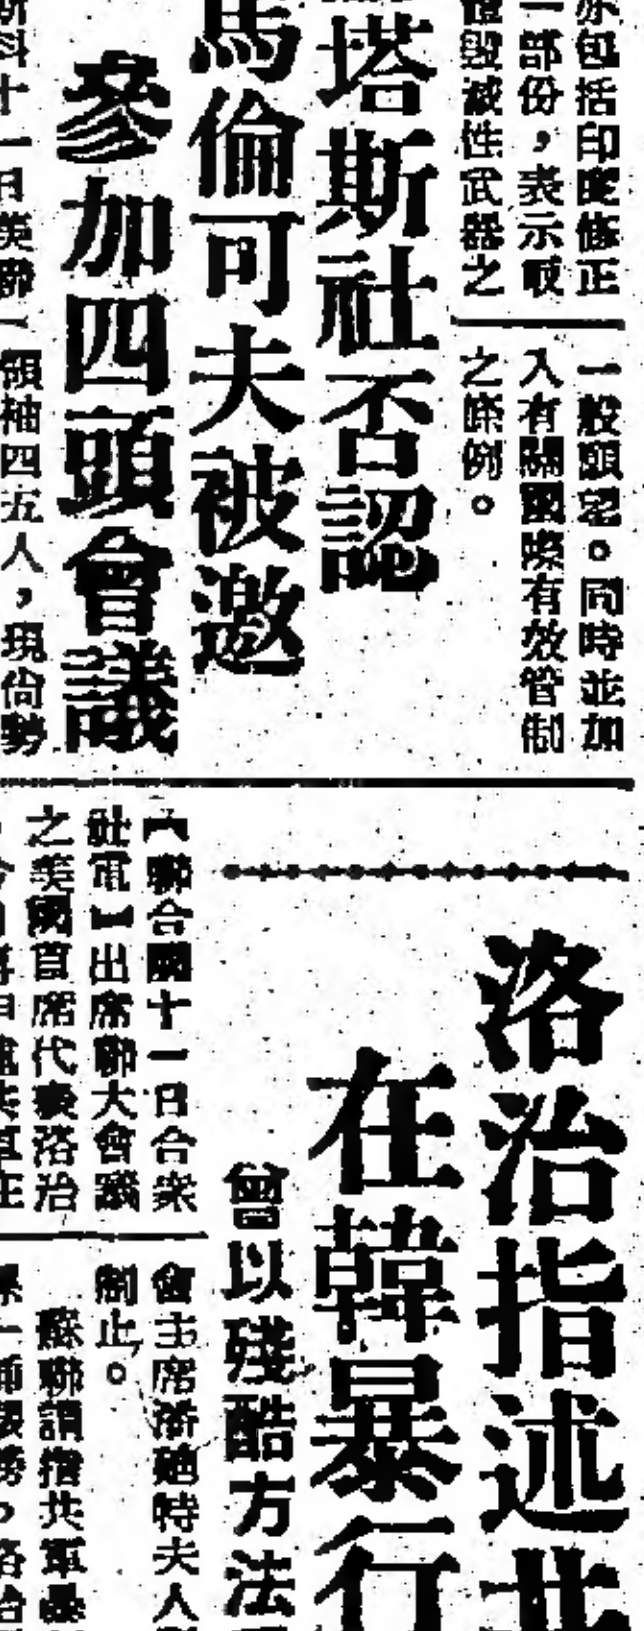 亦包括印度修正
一部份，表示吸
毀滅性武器之
一般願望。同時並加
入有關國際有效管制
之條例。
塔斯社否認
馬倫可夫被邀
參加四頭會議
斯科十一日美聯
領袖四五人，現尙勢
洛治指述
在韓暴行
曾以殘酷方法
【聯合國十一日合衆
社電】出席聯大會議
之美國首席代表洛治
會主席潘廸特夫人
制止。
蘇聯謂指共軍暴